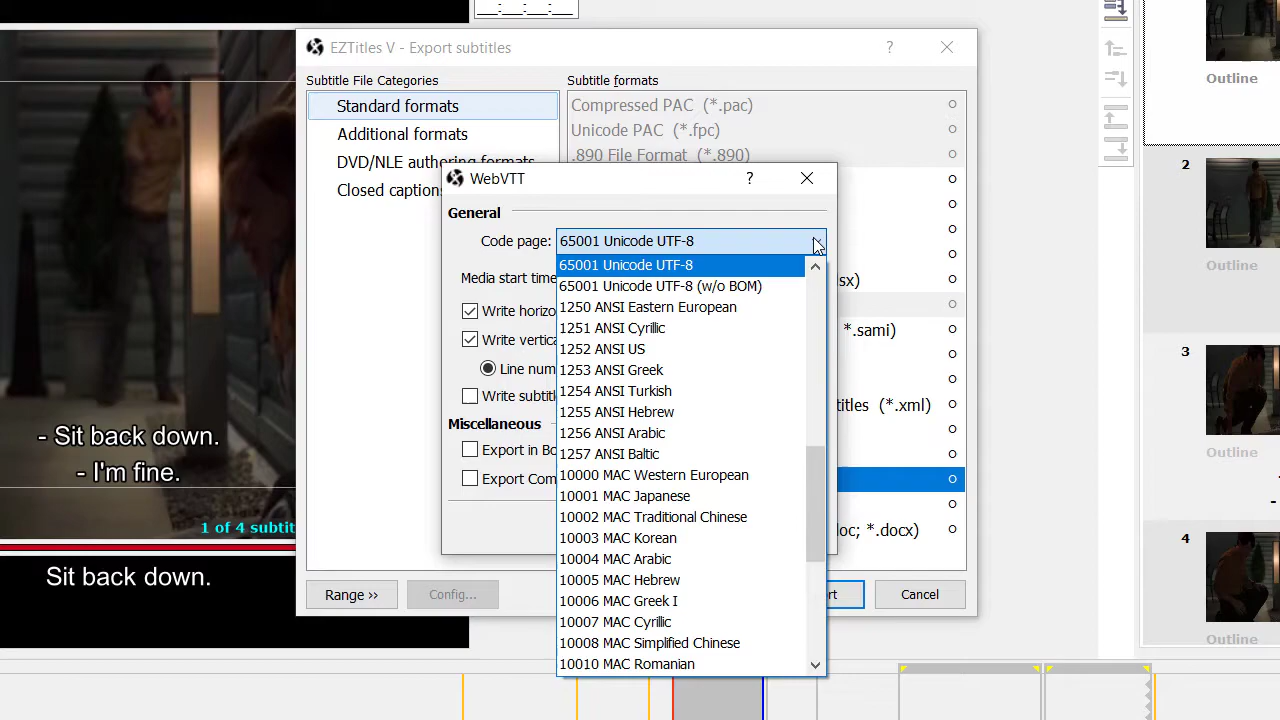 ___:___:___:___
EZTitles V - Export subtitles
?
Subtitle File Categories
Subtitle formats
Standard formats
Additional formats
DVD/NLE authoring formats
Closed caption
Compressed PAC (*.pac)
Unicode PAC (*.fpc)
.890 File Format (*.890)
sx)
*.sami)
titles (*.xml)
oc; *.docx)
WebVTT
?
General
Code page:
65001 Unicode UTF-8
Media start time
Write horizo
Write vertica
Line num
Write subtitl
Miscellaneous
Export in Bo
Export Com
65001 Unicode UTF-8
65001 Unicode UTF-8 (w/o BOM)
1250 ANSI Eastern European
1251 ANSI Cyrillic
1252 ANSI US
1253 ANSI Greek
1254 ANSI Turkish
1255 ANSI Hebrew
1256 ANSI Arabic
1257 ANSI Baltic
10000 MAC Western European
10001 MAC Japanese
10002 MAC Traditional Chinese
10003 MAC Korean
10004 MAC Arabic
10005 MAC Hebrew
10006 MAC Greek I
10007 MAC Cyrillic
10008 MAC Simplified Chinese
10010 MAC Romanian
Range >>
Config...
rt
Cancel
- Sit back down.
- I'm fine.
1 of 4 subtit
Sit back down.
Outline
2
Outline
3
Outline
-
-
4
Outline